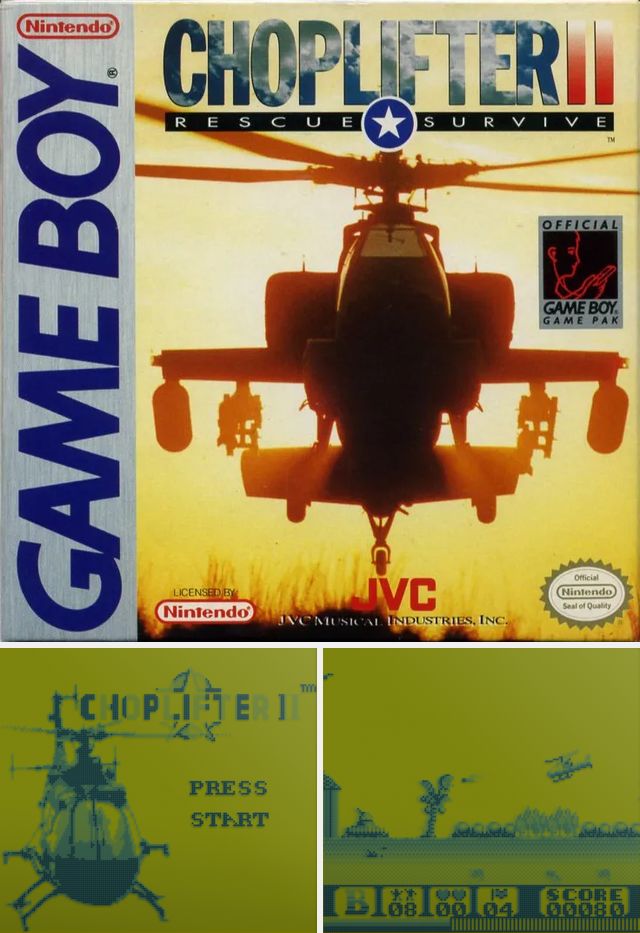 Nintendo®
GAME BOY®
CHOPLIFTER II
RESCUE SURVIVE
TM
OFFICIAL
GAME BOY®
GAME PAK
LICENSED BY
Nintendo®
JVC
JVC MUSICAL INDUSTRIES, INC.
Official
Nintendo®
Seal of Quality
CHOPLIFTER II
TM
PRESS
START
B 08 00 04 SCORE
00080